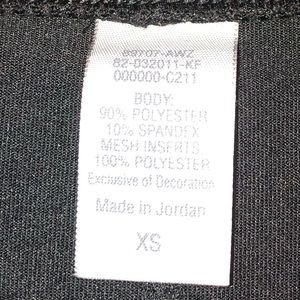 89707-AWZ
82-032011-KF
000000-C211
BODY:
90% POLYESTER
10% SPANDEX
MESH INSERTS
100% POLYESTER
Exclusive of Decoration
Made in Jordan
XS